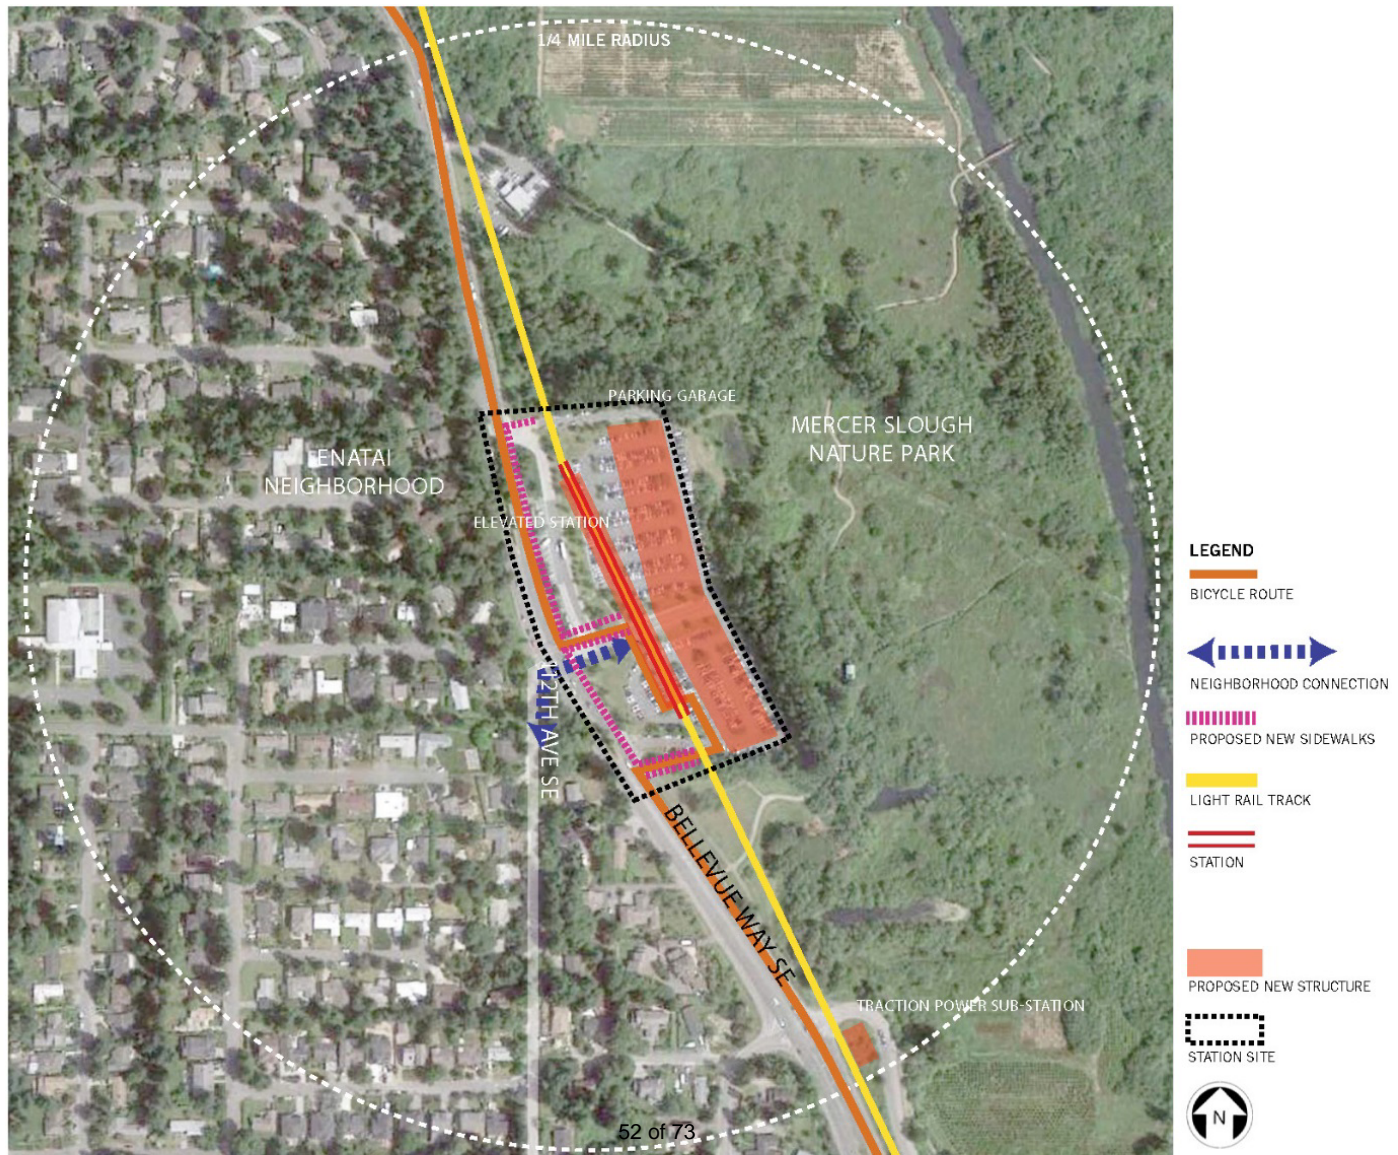 1/4 MILE RADIUS
PARKING GARAGE
MERCER SLOUGH
NATURE PARK
ENATAI
NEIGHBORHOOD
ELEVATED STATION
112TH AVE SE
BELLEVUE WAY SE
TRACTION POWER SUB-STATION
52 of 73
LEGEND
BICYCLE ROUTE
NEIGHBORHOOD CONNECTION
PROPOSED NEW SIDEWALKS
LIGHT RAIL TRACK
STATION
PROPOSED NEW STRUCTURE
STATION SITE
N